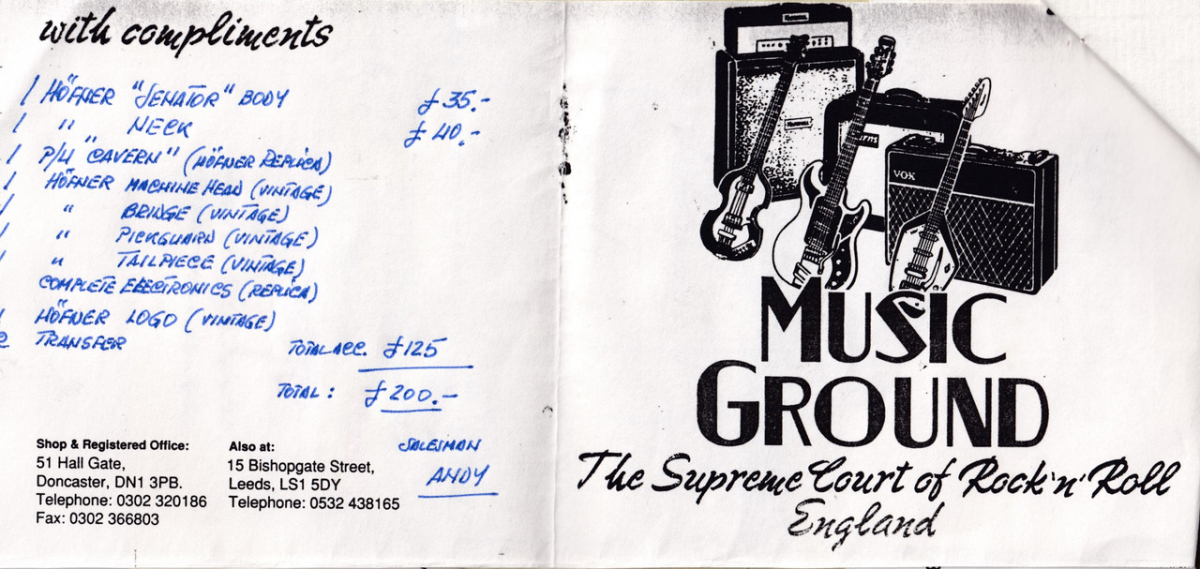 with compliments
1 HÖFNER "SENATOR" BODY £35.-
1 " NECK £40.-
1 P/U "CAVERN" (HÖFNER REPLICA)
1 HÖFNER MACHINE HEAD (VINTAGE)
1 " BRIDGE (VINTAGE)
1 " PICKGUARD (VINTAGE)
1 " TAILPIECE (VINTAGE)
COMPLETE ELECTRONICS (REPLICA)
1 HÖFNER LOGO (VINTAGE)
2 TRANSFER
TOTAL ACC. £125
TOTAL: £200.-
SALESMAN
ANDY
Shop & Registered Office:
51 Hall Gate,
Doncaster, DN1 3PB.
Telephone: 0302 320186
Fax: 0302 366803
Also at:
15 Bishopgate Street,
Leeds, LS1 5DY
Telephone: 0532 438165
VOX
MUSIC
GROUND
The Supreme Court of Rock'n'Roll
England